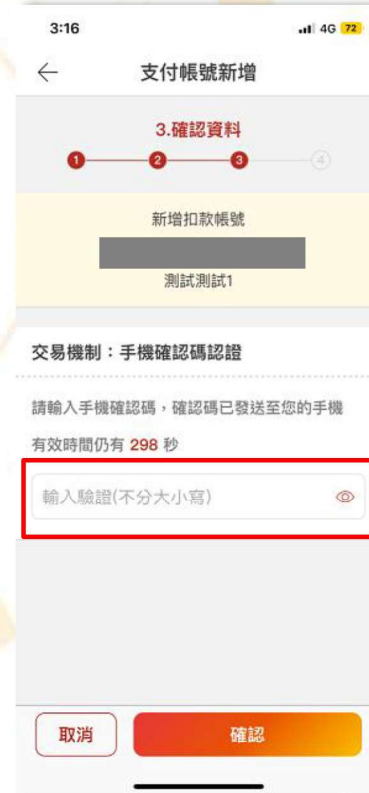 3:16
4G 72
支付帳號新增
3.確認資料
1 2 3 4
新增扣款帳號
測試測試1
交易機制：手機確認碼認證
請輸入手機確認碼，確認碼已發送至您的手機
有效時間仍有 298 秒
輸入驗證(不分大小寫)
取消 確認